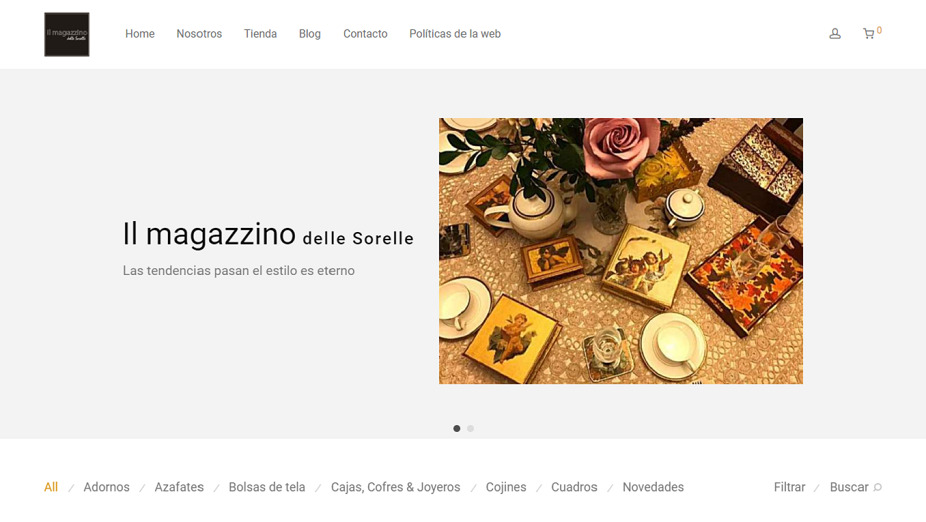 il magazzino
delle Sorelle
Home Nosotros Tienda Blog Contacto Políticas de la web 0
Il magazzino delle Sorelle
Las tendencias pasan el estilo es eterno
All / Adornos / Azafates / Bolsas de tela / Cajas, Cofres & Joyeros / Cojines / Cuadros / Novedades Filtrar / Buscar